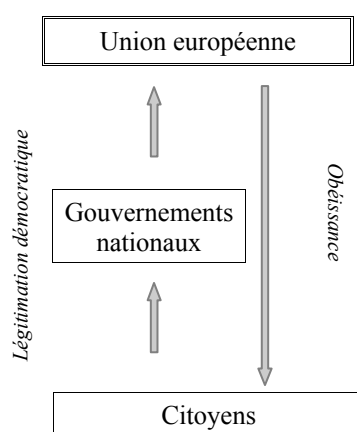 Union européenne
Légitimation démocratique
Gouvernements
nationaux
Obéissance
Citoyens